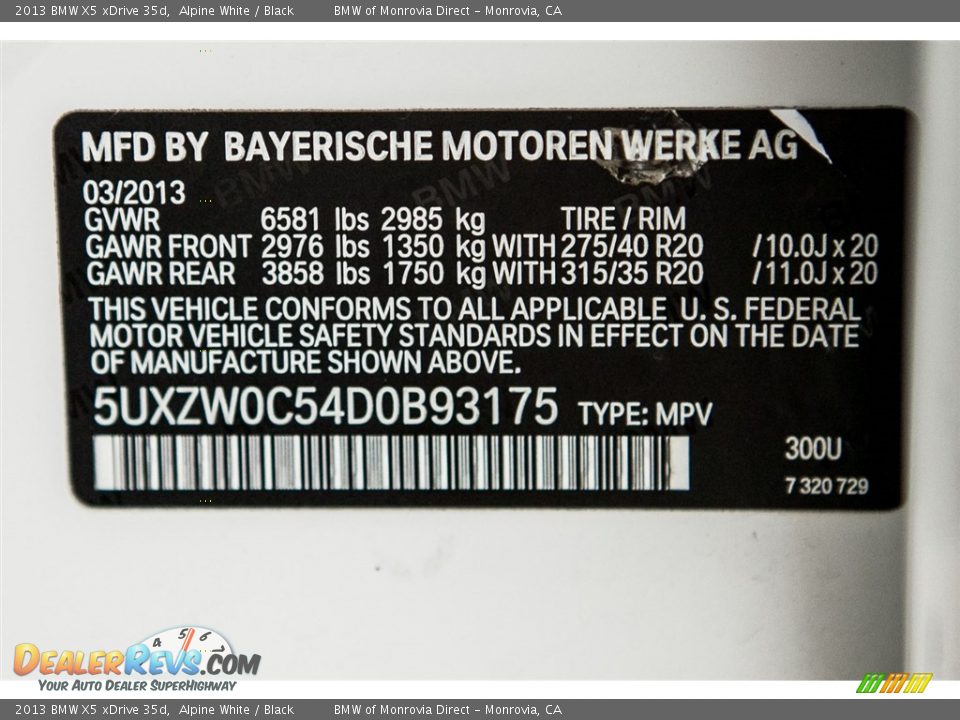 2013 BMW X5 xDrive 35d, Alpine White / Black BMW of Monrovia Direct - Monrovia, CA
MFD BY BAYERISCHE MOTOREN WERKE AG
03/2013
GVWR 6581 lbs 2985 kg TIRE / RIM
GAWR FRONT 2976 lbs 1350 kg WITH 275/40 R20 /10.0J x 20
GAWR REAR 3858 lbs 1750 kg WITH 315/35 R20 /11.0J x 20
THIS VEHICLE CONFORMS TO ALL APPLICABLE U. S. FEDERAL
MOTOR VEHICLE SAFETY STANDARDS IN EFFECT ON THE DATE
OF MANUFACTURE SHOWN ABOVE.
5UXZW0C54D0B93175 TYPE: MPV
300U
7 320 729
4 5 6 7
DEALERREVS.COM
YOUR AUTO DEALER SUPERHIGHWAY
2013 BMW X5 xDrive 35d, Alpine White / Black BMW of Monrovia Direct - Monrovia, CA